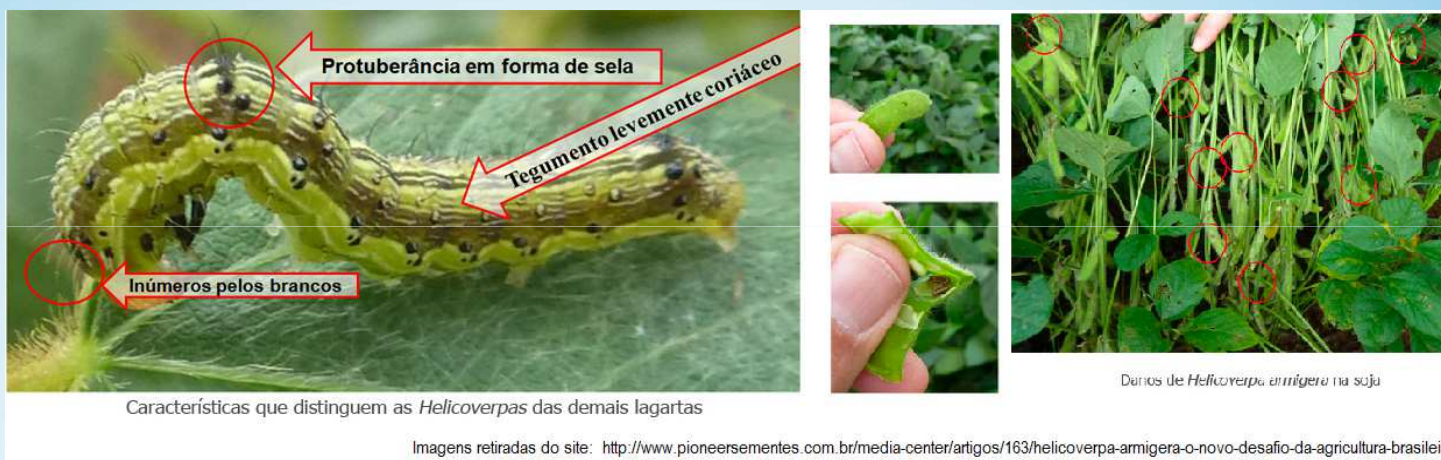 Protuberância em forma de sela
Tegumento levemente coriáceo
Inúmeros pelos brancos
Características que distinguem as Helicoverpas das demais lagartas
Danos de Helicoverpa armigera na soja
Imagens retiradas do site: http://www.pioneersementes.com.br/media-center/artigos/163/helicoverpa-armigera-o-novo-desafio-da-agricultura-brasilei